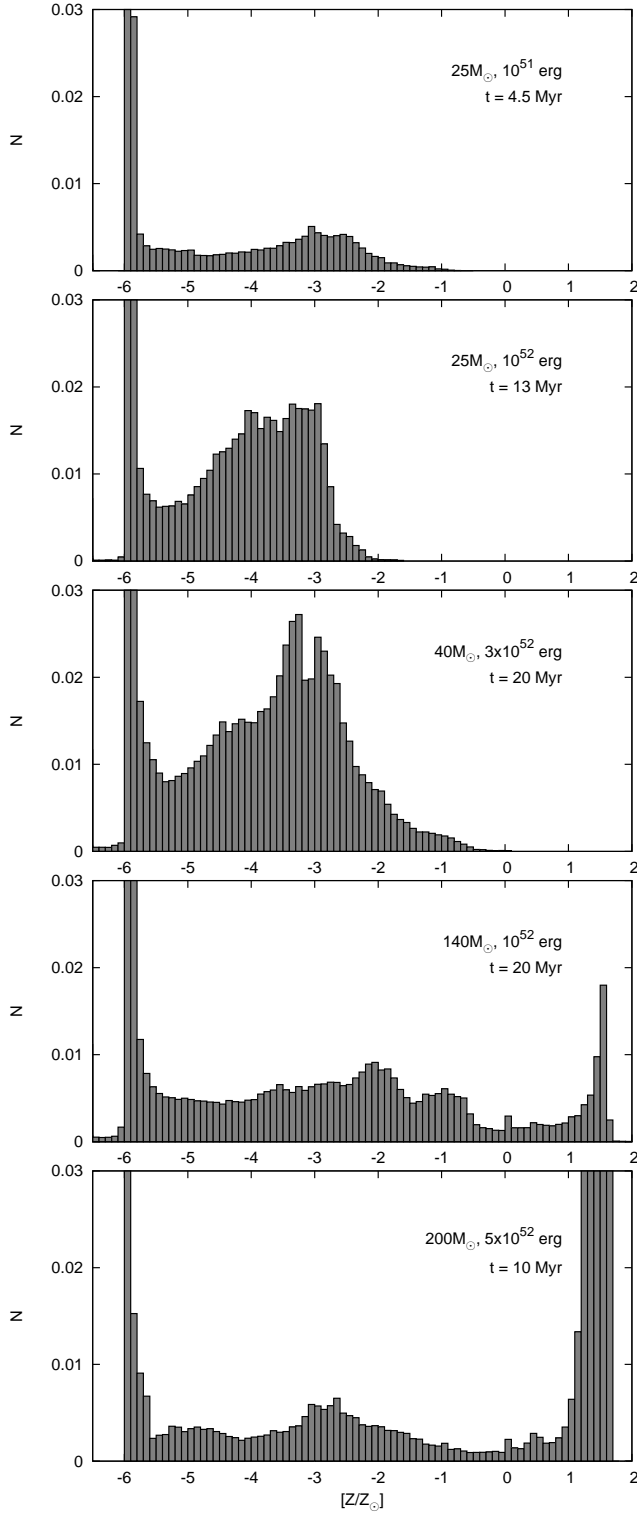 0.03
25M☉, 10^51 erg
t = 4.5 Myr
0.02
N
0.01
0
-6 -5 -4 -3 -2 -1 0 1 2
0.03
25M☉, 10^52 erg
t = 13 Myr
0.02
N
0.01
0
-6 -5 -4 -3 -2 -1 0 1 2
0.03
40M☉, 3x10^52 erg
t = 20 Myr
0.02
N
0.01
0
-6 -5 -4 -3 -2 -1 0 1 2
0.03
140M☉, 10^52 erg
t = 20 Myr
0.02
N
0.01
0
-6 -5 -4 -3 -2 -1 0 1 2
0.03
200M☉, 5x10^52 erg
t = 10 Myr
0.02
N
0.01
0
-6 -5 -4 -3 -2 -1 0 1 2
[Z/Z☉]